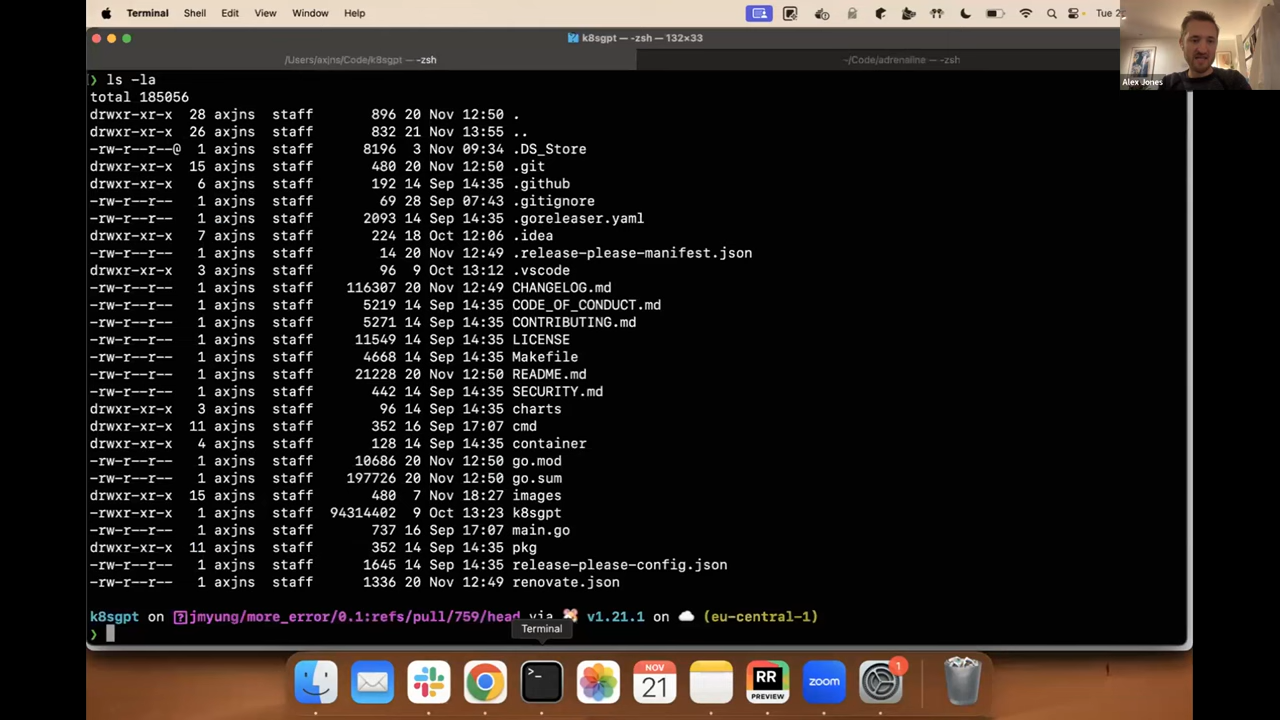 Terminal Shell Edit View Window Help Tue 2
k8sgpt — -zsh — 132×33
/Users/axjns/Code/k8sgpt — -zsh ~/Code/adrenaline — -zsh
Alex Jones
❯ ls -la
total 185056
drwxr-xr-x 28 axjns staff 896 20 Nov 12:50 .
drwxr-xr-x 26 axjns staff 832 21 Nov 13:55 ..
-rw-r--r--@ 1 axjns staff 8196 3 Nov 09:34 .DS_Store
drwxr-xr-x 15 axjns staff 480 20 Nov 12:50 .git
drwxr-xr-x 6 axjns staff 192 14 Sep 14:35 .github
-rw-r--r-- 1 axjns staff 69 28 Sep 07:43 .gitignore
-rw-r--r-- 1 axjns staff 2093 14 Sep 14:35 .goreleaser.yaml
drwxr-xr-x 7 axjns staff 224 18 Oct 12:06 .idea
-rw-r--r-- 1 axjns staff 14 20 Nov 12:49 .release-please-manifest.json
drwxr-xr-x 3 axjns staff 96 9 Oct 13:12 .vscode
-rw-r--r-- 1 axjns staff 116307 20 Nov 12:49 CHANGELOG.md
-rw-r--r-- 1 axjns staff 5219 14 Sep 14:35 CODE_OF_CONDUCT.md
-rw-r--r-- 1 axjns staff 5271 14 Sep 14:35 CONTRIBUTING.md
-rw-r--r-- 1 axjns staff 11549 14 Sep 14:35 LICENSE
-rw-r--r-- 1 axjns staff 4668 14 Sep 14:35 Makefile
-rw-r--r-- 1 axjns staff 21228 20 Nov 12:50 README.md
-rw-r--r-- 1 axjns staff 442 14 Sep 14:35 SECURITY.md
drwxr-xr-x 3 axjns staff 96 14 Sep 14:35 charts
drwxr-xr-x 11 axjns staff 352 16 Sep 17:07 cmd
drwxr-xr-x 4 axjns staff 128 14 Sep 14:35 container
-rw-r--r-- 1 axjns staff 10686 20 Nov 12:50 go.mod
-rw-r--r-- 1 axjns staff 197726 20 Nov 12:50 go.sum
drwxr-xr-x 15 axjns staff 480 7 Nov 18:27 images
-rwxr-xr-x 1 axjns staff 94314402 9 Oct 13:23 k8sgpt
-rw-r--r-- 1 axjns staff 737 16 Sep 17:07 main.go
drwxr-xr-x 11 axjns staff 352 14 Sep 14:35 pkg
-rw-r--r-- 1 axjns staff 1645 14 Sep 14:35 release-please-config.json
-rw-r--r-- 1 axjns staff 1336 20 Nov 12:49 renovate.json
k8sgpt on jmyung/more_error/0.1:refs/pull/759/head via v1.21.1 on (eu-central-1)
Terminal
❯
NOV
21
RR
PREVIEW
zoom
1